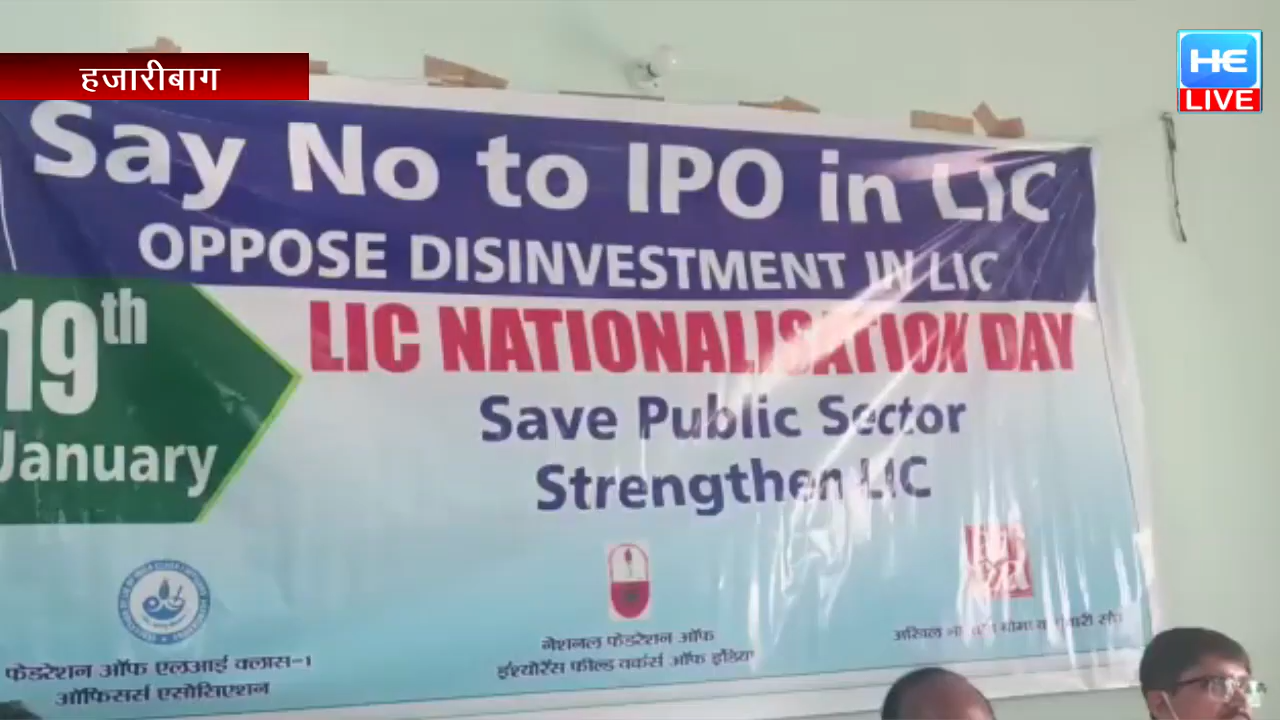 हजारीबाग
HE
LIVE
Say No to IPO in LIC
OPPOSE DISINVESTMENT IN LIC
19th
January
LIC NATIONALISATION DAY
Save Public Sector
Strengthen LIC
फेडरेशन ऑफ एलआई क्लास-1
ऑफिसर्स एसोसिएशन
नेशनल फेडरेशन ऑफ
इंश्योरेंस फील्ड वर्कर्स ऑफ इंडिया
अखिल